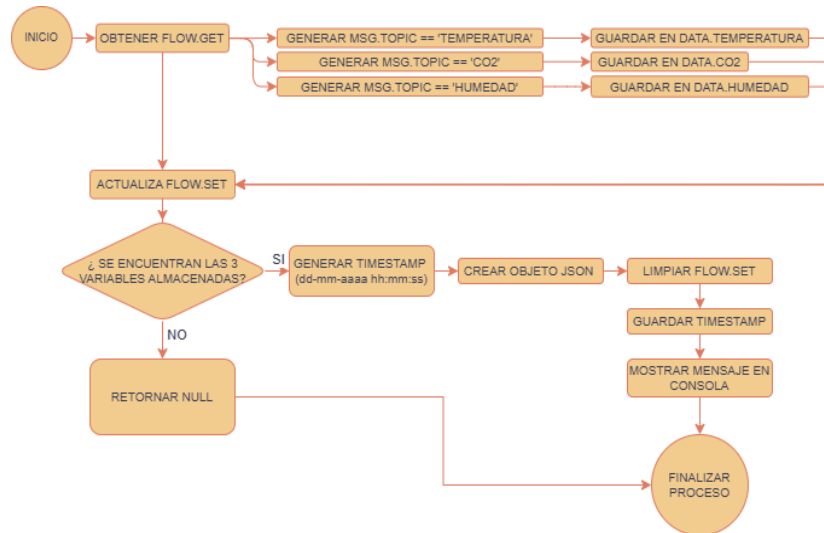 INICIO
OBTENER FLOW.GET
GENERAR MSG.TOPIC == 'TEMPERATURA'
GUARDAR EN DATA.TEMPERATURA
GENERAR MSG.TOPIC == 'CO2'
GUARDAR EN DATA.CO2
GENERAR MSG.TOPIC == 'HUMEDAD'
GUARDAR EN DATA.HUMEDAD
ACTUALIZA FLOW.SET
¿ SE ENCUENTRAN LAS 3
VARIABLES ALMACENADAS?
SI
GENERAR TIMESTAMP
(dd-mm-aaaa hh:mm:ss)
CREAR OBJETO JSON
LIMPIAR FLOW.SET
GUARDAR TIMESTAMP
MOSTRAR MENSAJE EN
CONSOLA
NO
RETORNAR NULL
FINALIZAR
PROCESO